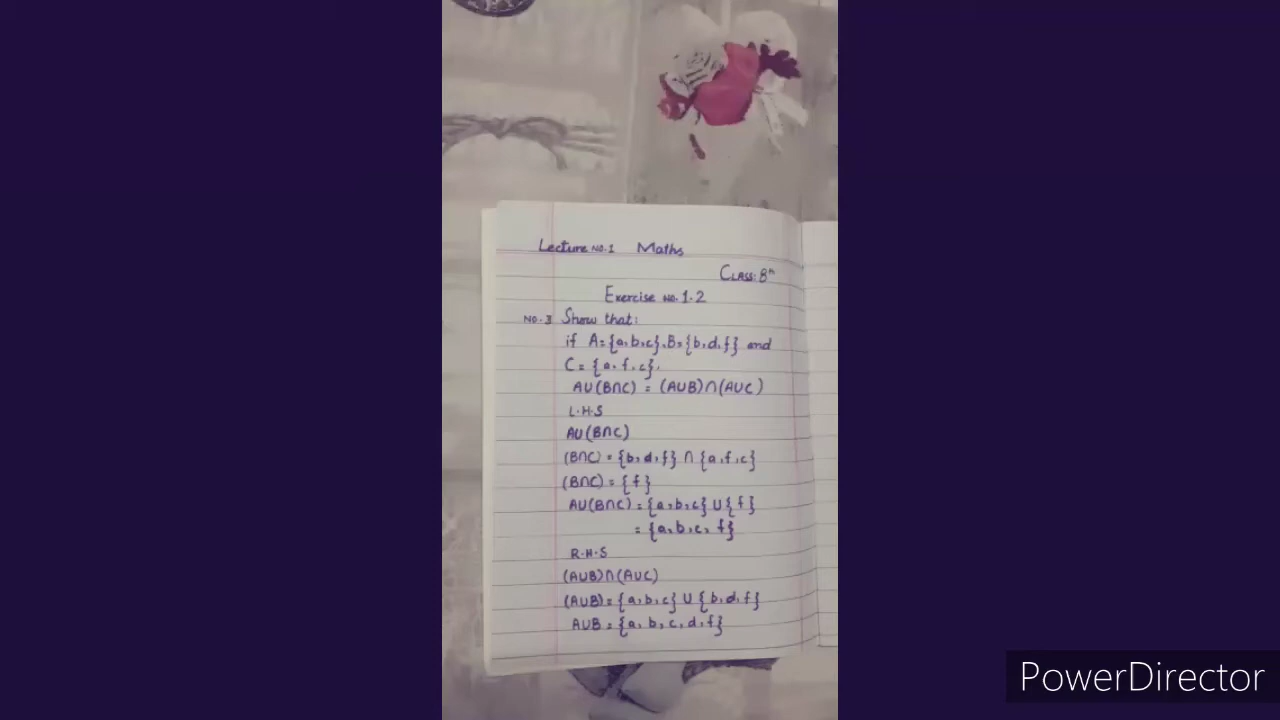 Lecture NO.1 Maths
CLASS: 8th
Exercise NO. 1.2
NO.3 Show that:
if A={a,b,c},B={b,d,f} and
C={a,f,c}.
AU(B∩C) = (AUB)∩(AUC)
L.H.S
AU(B∩C)
(B∩C)={b,d,f} ∩ {a,f,c}
(B∩C)={f}
AU(B∩C)={a,b,c} U{f}
={a,b,c,f}
R.H.S
(AUB)∩(AUC)
(AUB)={a,b,c} U {b,d,f}
AUB={a,b,c,d,f}
PowerDirector